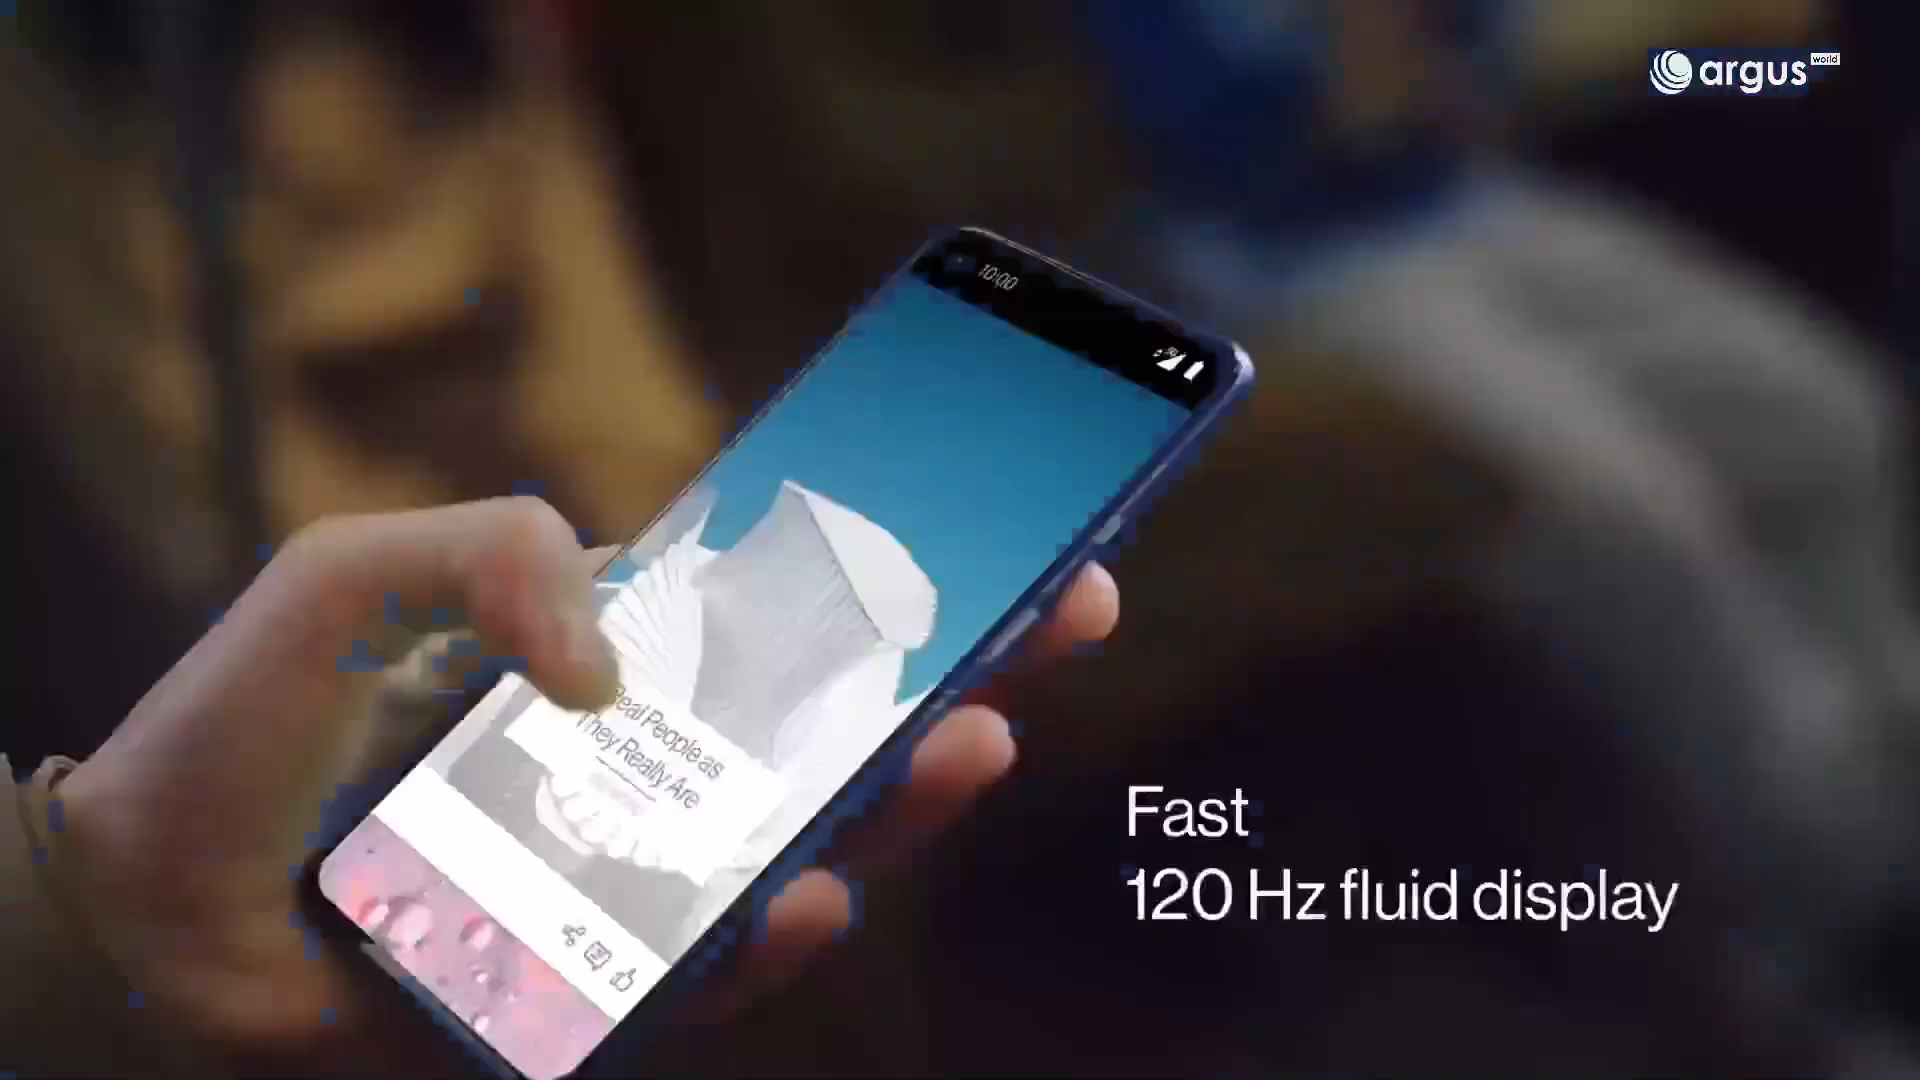 argus world
10:00
Real People as
They Really Are
Fast
120 Hz fluid display